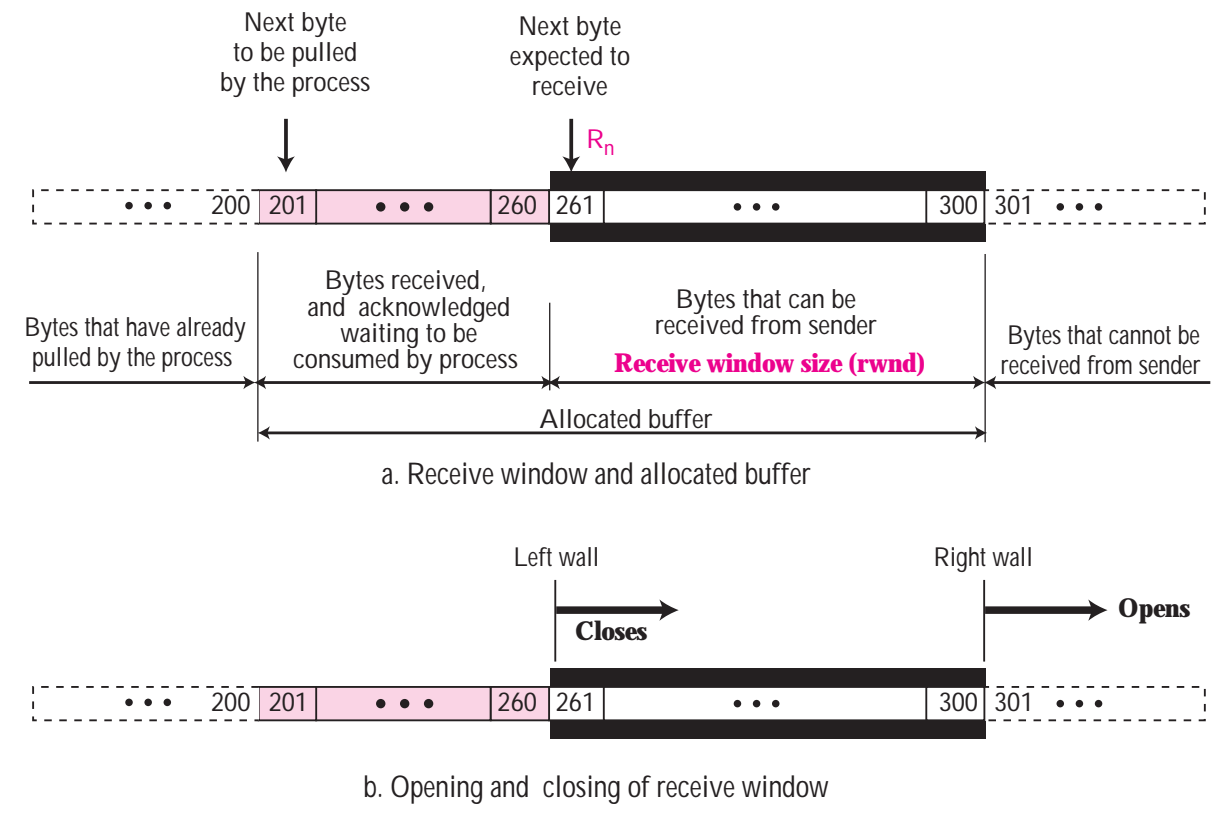 Next byte
to be pulled
by the process
Next byte
expected to
receive
Rn
••• 200 201 ••• 260 261 ••• 300 301 •••
Bytes that have already
pulled by the process
Bytes received,
and acknowledged
waiting to be
consumed by process
Bytes that can be
received from sender
Receive window size (rwnd)
Bytes that cannot be
received from sender
Allocated buffer
a. Receive window and allocated buffer
Left wall
Right wall
Closes
Opens
••• 200 201 ••• 260 261 ••• 300 301 •••
b. Opening and closing of receive window